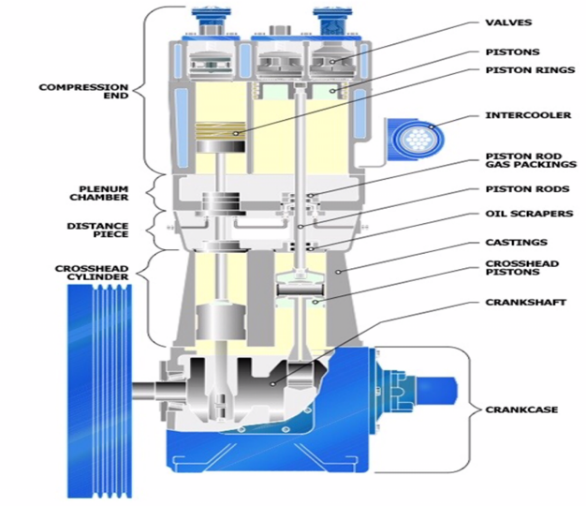 COMPRESSION
END
PLENUM
CHAMBER
DISTANCE
PIECE
CROSSHEAD
CYLINDER
VALVES
PISTONS
PISTON RINGS
INTERCOOLER
PISTON ROD
GAS PACKINGS
PISTON RODS
OIL SCRAPERS
CASTINGS
CROSSHEAD
PISTONS
CRANKSHAFT
CRANKCASE